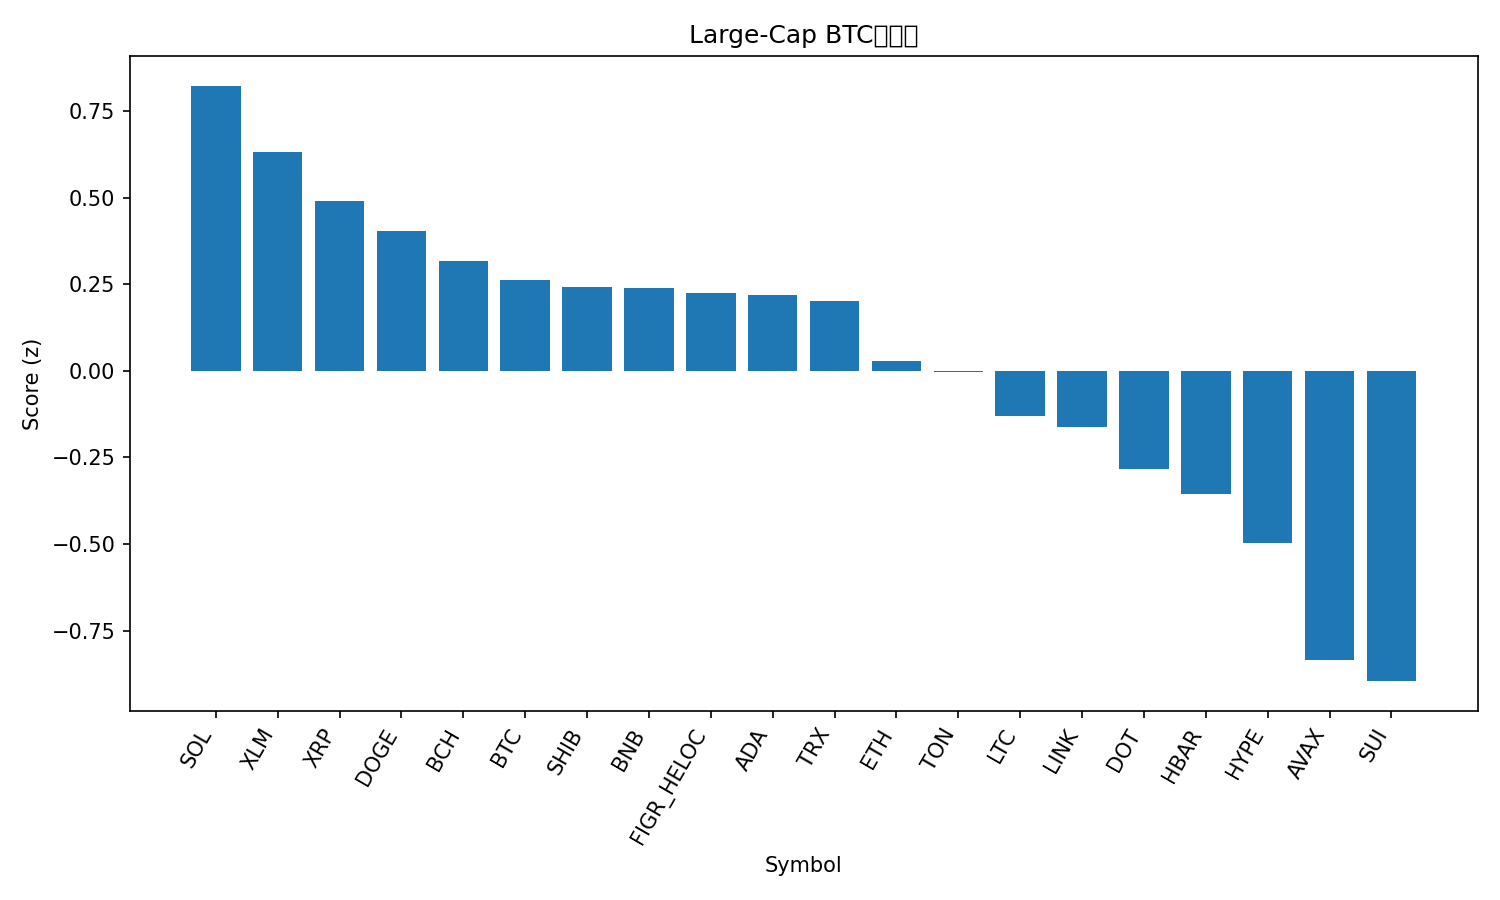 Large-Cap BTC
0.75
0.50
0.25
0.00
−0.25
−0.50
−0.75
Score (z)
SOL
XLM
XRP
DOGE
BCH
BTC
SHIB
BNB
FIGR_HELOC
ADA
TRX
ETH
TON
LTC
LINK
DOT
HBAR
HYPE
AVAX
SUI
Symbol